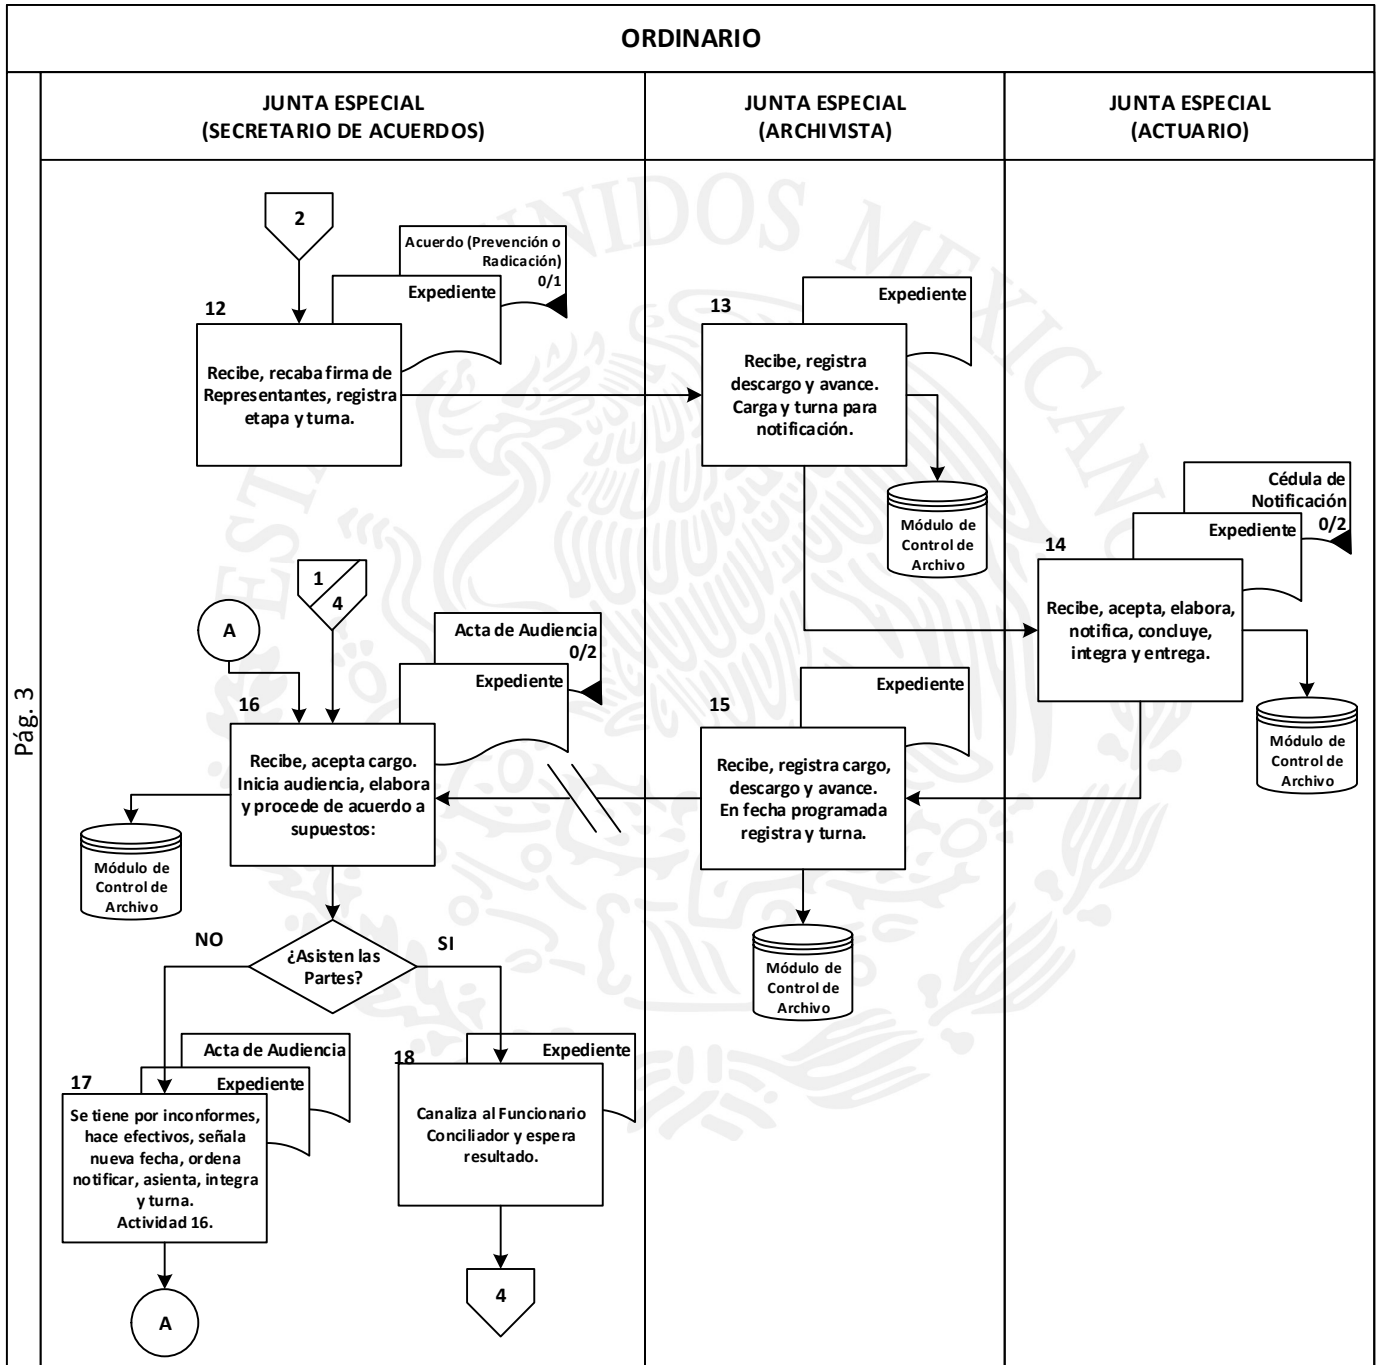 ORDINARIO
Pág. 3
JUNTA ESPECIAL
(SECRETARIO DE ACUERDOS)
JUNTA ESPECIAL
(ARCHIVISTA)
JUNTA ESPECIAL
(ACTUARIO)
ESTADOS UNIDOS MEXICANOS
2
Acuerdo (Prevención o
Radicación)
0/1
Expediente
12
Recibe, recaba firma de
Representantes, registra
etapa y turna.
Expediente
13
Recibe, registra
descargo y avance.
Carga y turna para
notificación.
Módulo de
Control de
Archivo
Cédula de
Notificación
0/2
Expediente
14
Recibe, acepta, elabora,
notifica, concluye,
integra y entrega.
Módulo de
Control de
Archivo
Expediente
15
Recibe, registra cargo,
descargo y avance.
En fecha programada
registra y turna.
Módulo de
Control de
Archivo
1
4
A
Acta de Audiencia
0/2
Expediente
16
Recibe, acepta cargo.
Inicia audiencia, elabora
y procede de acuerdo a
supuestos:
Módulo de
Control de
Archivo
¿Asisten las
Partes?
NO
SI
Acta de Audiencia
Expediente
17
Se tiene por inconformes,
hace efectivos, señala
nueva fecha, ordena
notificar, asienta, integra
y turna.
Actividad 16.
A
Expediente
18
Canaliza al Funcionario
Conciliador y espera
resultado.
4